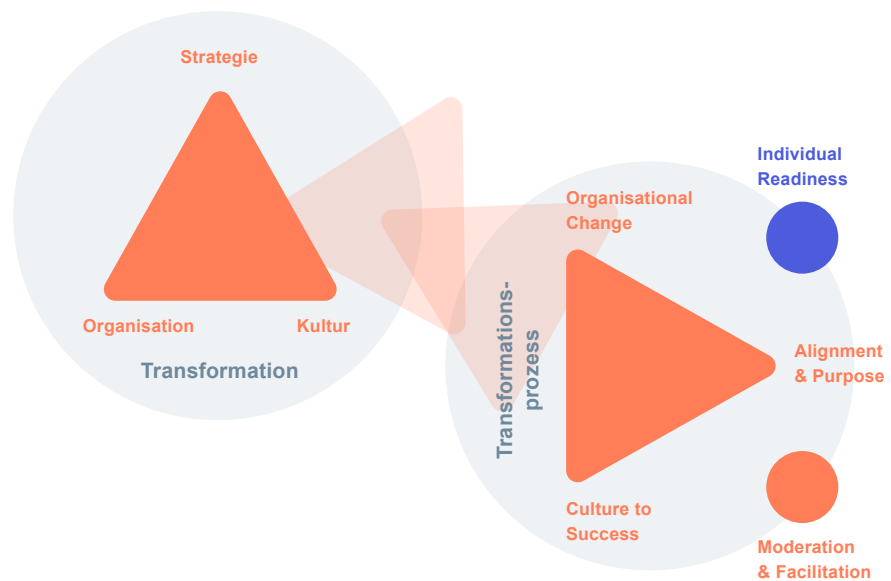 Strategie
Organisation
Kultur
Transformation
Transformations-
prozess
Organisational
Change
Individual
Readiness
Alignment
& Purpose
Culture to
Success
Moderation
& Facilitation